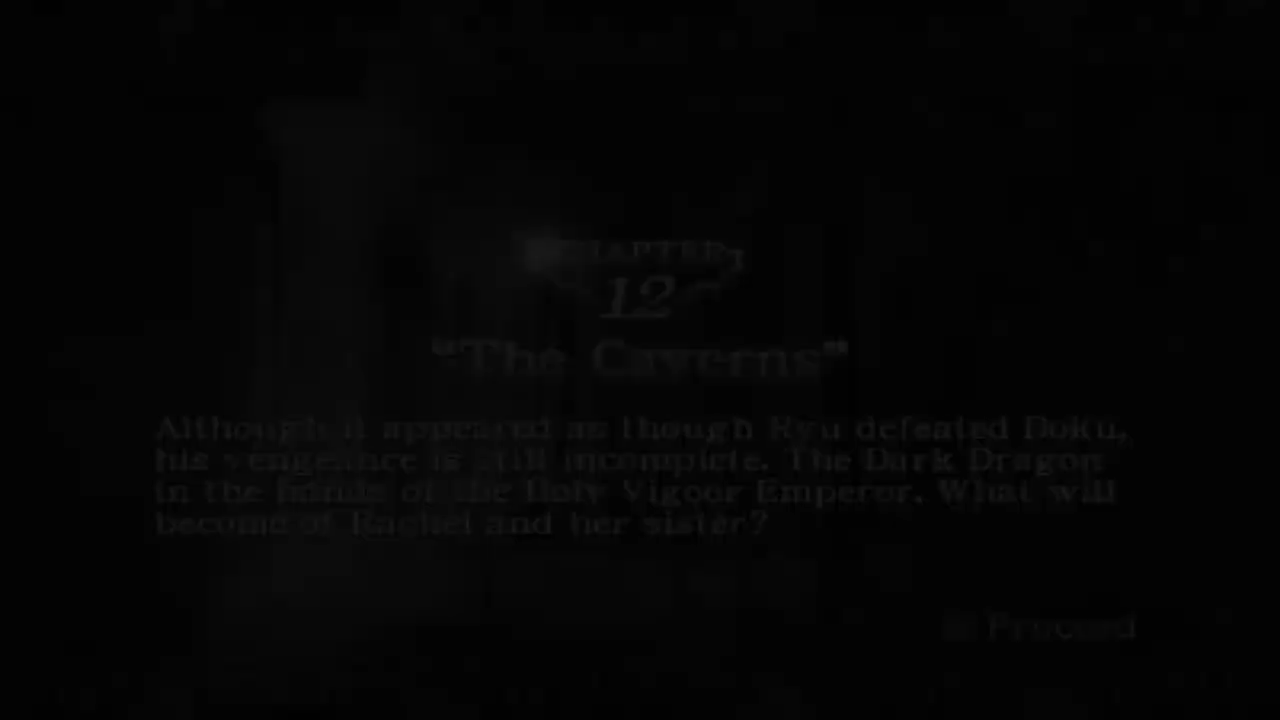 CHAPTER
12
"The Caverns"
Although it appeared as though Ryu defeated Doku,
his vengeance is still incomplete. The Dark Dragon
in the hands of the Holy Vigoor Emperor. What will
become of Rachel and her sister?
Proceed